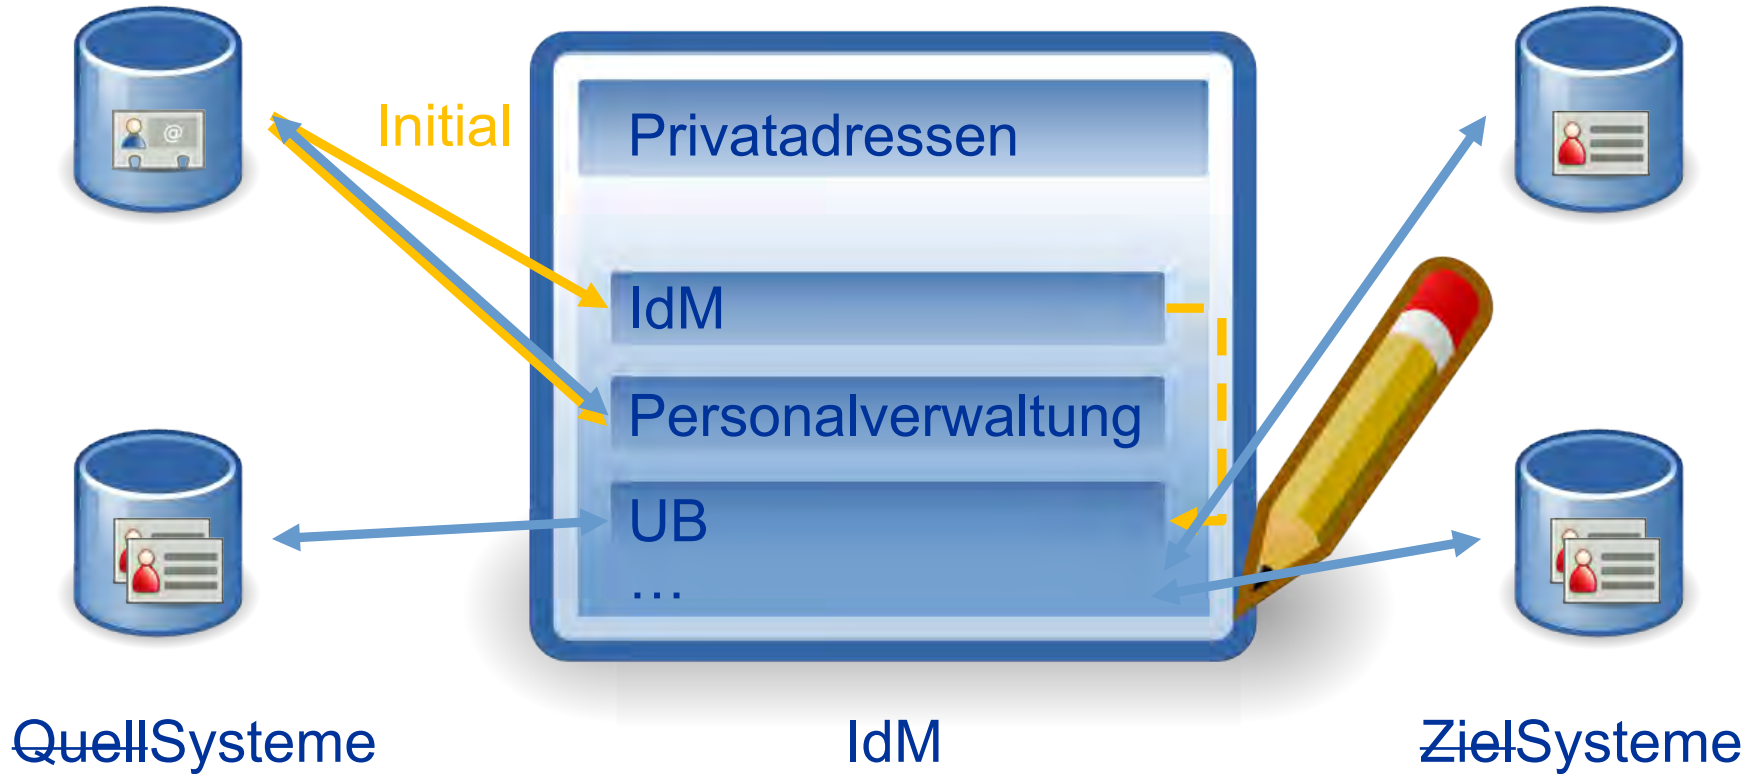 Initial
Privatadressen
IdM
Personalverwaltung
UB
…
@
QuellSysteme
IdM
ZielSysteme